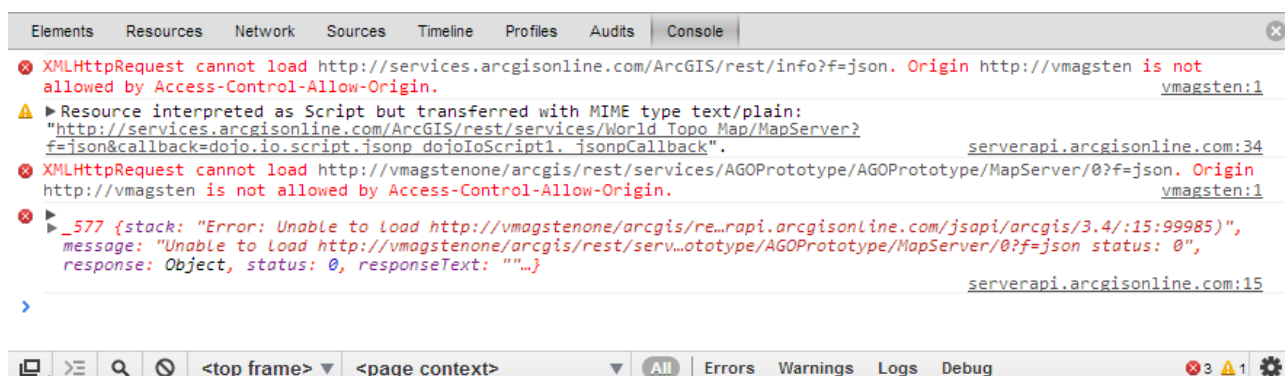 Elements Resources Network Sources Timeline Profiles Audits Console
XMLHttpRequest cannot load http://services.arcgisonline.com/ArcGIS/rest/info?f=json. Origin http://vmagsten is not
allowed by Access-Control-Allow-Origin. vmagsten:1
Resource interpreted as Script but transferred with MIME type text/plain:
"http://services.arcgisonline.com/ArcGIS/rest/services/World_Topo_Map/MapServer?
f=json&callback=dojo.io.script.jsonp_dojoIoScript1._jsonpCallback". serverapi.arcgisonline.com:34
XMLHttpRequest cannot load http://vmagstenone/arcgis/rest/services/AGOPrototype/AGOPrototype/MapServer/0?f=json. Origin
http://vmagsten is not allowed by Access-Control-Allow-Origin. vmagsten:1
_577 {stack: "Error: Unable to load http://vmagstenone/arcgis/re…rapi.arcgisonline.com/jsapi/arcgis/3.4/:15:99985)",
message: "Unable to load http://vmagstenone/arcgis/rest/serv…ototype/AGOPrototype/MapServer/0?f=json status: 0",
response: Object, status: 0, responseText: ""…}
serverapi.arcgisonline.com:15
<top frame> <page context> All Errors Warnings Logs Debug 3 1